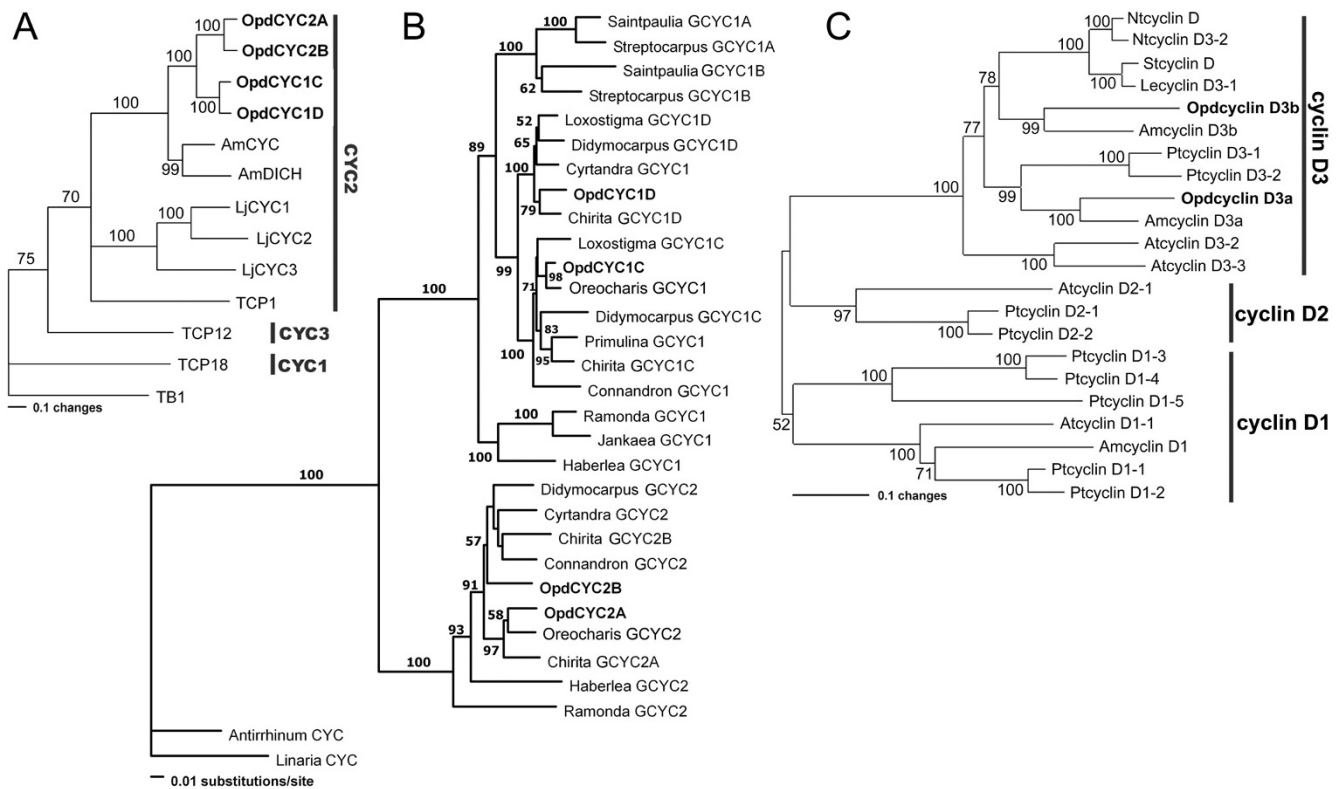 A
100
OpdCYC2A
100
OpdCYC2B
100
OpdCYC1C
100
100
OpdCYC1D
AmCYC
99
AmDICH
70
100
LjCYC1
100
LjCYC2
75
LjCYC3
TCP1
TCP12
TCP18
TB1
CYC2
CYC3
CYC1
0.1 changes
B
100
Saintpaulia GCYC1A
100
Streptocarpus GCYC1A
Saintpaulia GCYC1B
62
Streptocarpus GCYC1B
52
Loxostigma GCYC1D
65
Didymocarpus GCYC1D
89
100
Cyrtandra GCYC1
OpdCYC1D
79
Chirita GCYC1D
Loxostigma GCYC1C
99
OpdCYC1C
71
98
Oreocharis GCYC1
Didymocarpus GCYC1C
83
Primulina GCYC1
100
95
Chirita GCYC1C
Connandron GCYC1
100
100
Ramonda GCYC1
Jankaea GCYC1
100
Haberlea GCYC1
100
Didymocarpus GCYC2
Cyrtandra GCYC2
57
Chirita GCYC2B
Connandron GCYC2
91
OpdCYC2B
58
OpdCYC2A
93
Oreocharis GCYC2
97
Chirita GCYC2A
100
Haberlea GCYC2
Ramonda GCYC2
Antirrhinum CYC
Linaria CYC
0.01 substitutions/site
C
100
Ntcyclin D
100
Ntcyclin D3-2
Stcyclin D
78
100
Lecyclin D3-1
Opdcyclin D3b
77
99
Amcyclin D3b
Ptcyclin D3-1
100
Ptcyclin D3-2
100
99
Opdcyclin D3a
100
Amcyclin D3a
Atcyclin D3-2
100
Atcyclin D3-3
Atcyclin D2-1
97
Ptcyclin D2-1
100
Ptcyclin D2-2
Ptcyclin D1-3
100
100
Ptcyclin D1-4
Ptcyclin D1-5
52
Atcyclin D1-1
100
Amcyclin D1
71
Ptcyclin D1-1
100
Ptcyclin D1-2
cyclin D3
cyclin D2
cyclin D1
0.1 changes